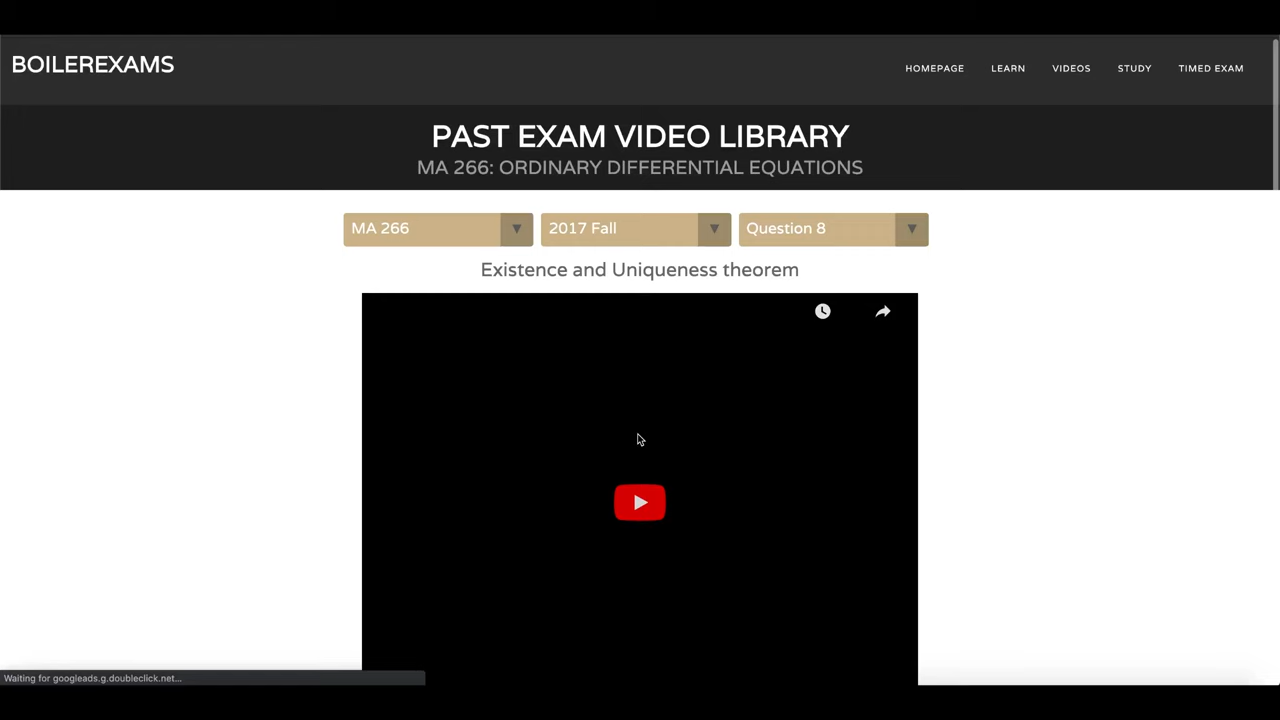 BOILEREXAMS
HOMEPAGE LEARN VIDEOS STUDY TIMED EXAM
PAST EXAM VIDEO LIBRARY
MA 266: ORDINARY DIFFERENTIAL EQUATIONS
MA 266 ▼ 2017 Fall ▼ Question 8 ▼
Existence and Uniqueness theorem
Waiting for googleads.g.doubleclick.net...